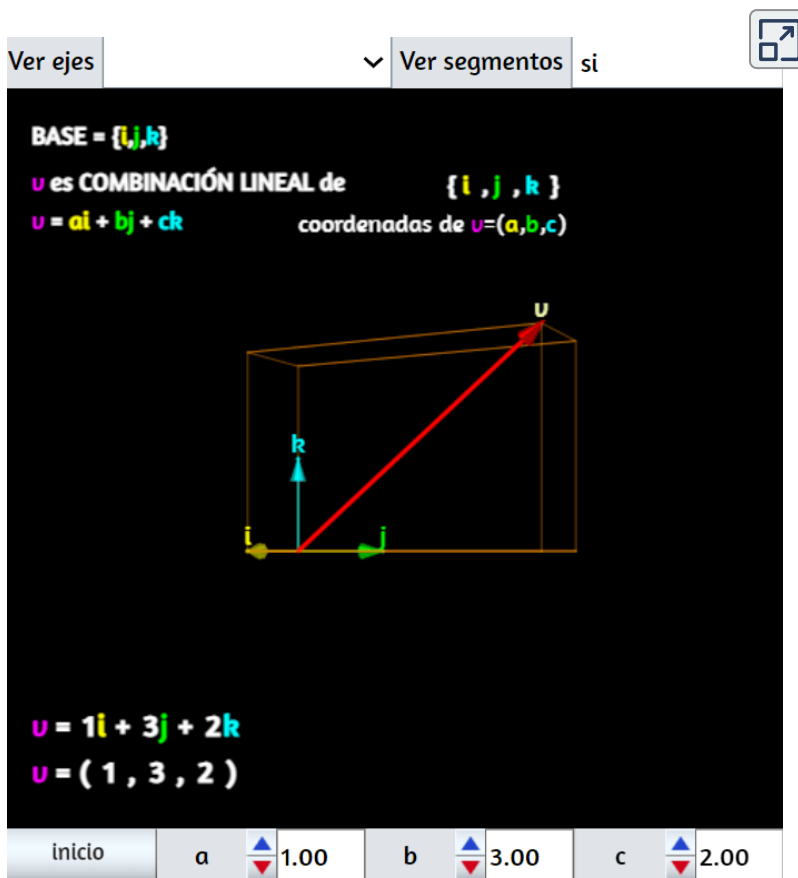 Ver ejes Ver segmentos si
BASE = {i,j,k}
υ es COMBINACIÓN LINEAL de { i , j , k }
υ = ai + bj + ck coordenadas de υ=(a,b,c)
υ
k
i j
υ = 1i + 3j + 2k
υ = ( 1 , 3 , 2 )
inicio a 1.00 b 3.00 c 2.00